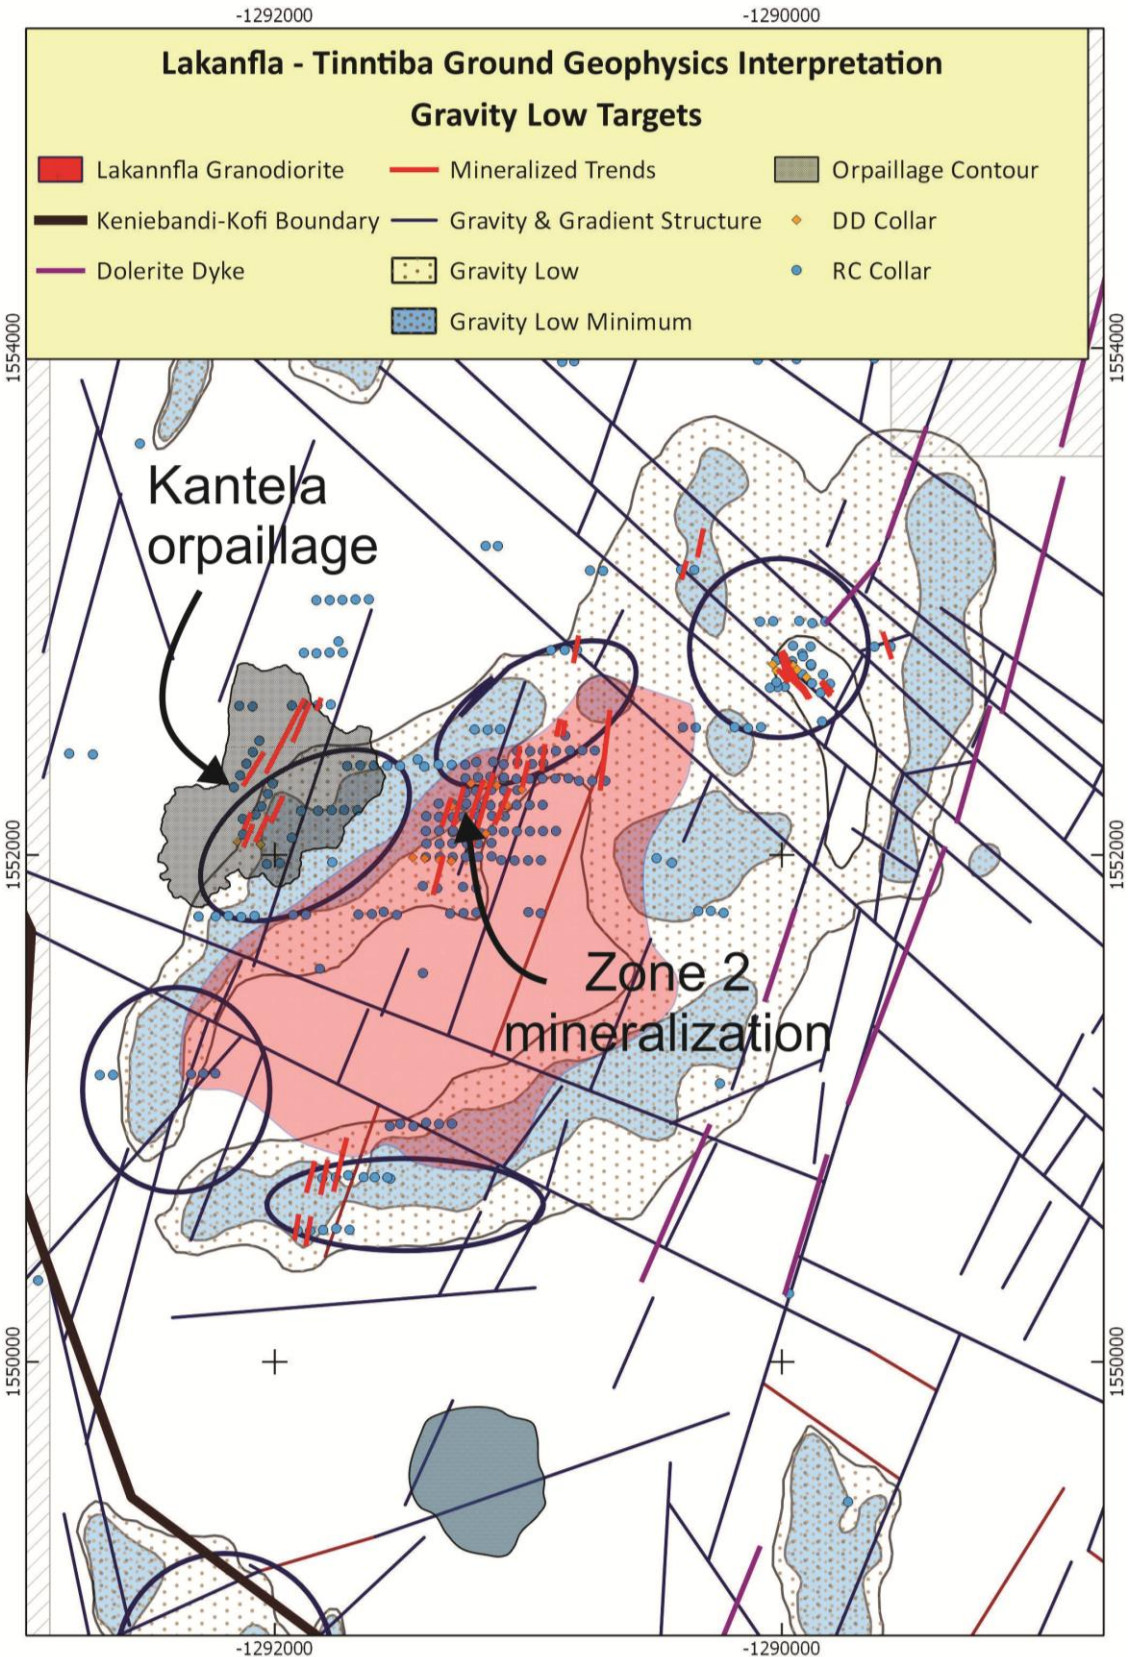 -1292000
-1290000
Lakanfla - Tinntiba Ground Geophysics Interpretation
Gravity Low Targets
Lakannfla Granodiorite
Mineralized Trends
Orpaillage Contour
Keniebandi-Kofi Boundary
Gravity & Gradient Structure
DD Collar
Dolerite Dyke
Gravity Low
RC Collar
Gravity Low Minimum
1554000
1554000
Kantela
orpaillage
1552000
1552000
Zone 2
mineralization
1550000
1550000
-1292000
-1290000